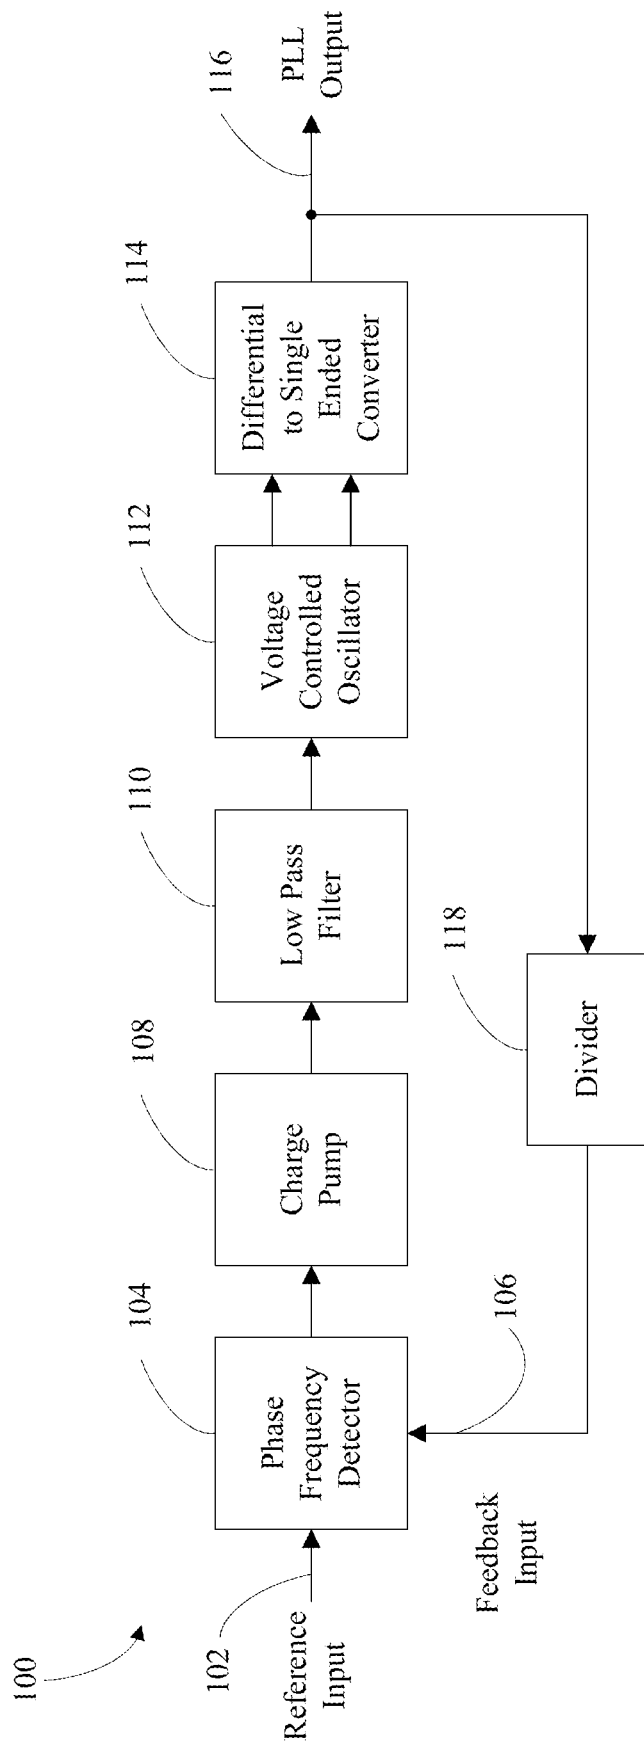 100
102
Reference
Input
104
Phase
Frequency
Detector
108
Charge
Pump
110
Low Pass
Filter
112
Voltage
Controlled
Oscillator
114
Differential
to Single
Ended
Converter
116
PLL
Output
Feedback
Input
106
118
Divider